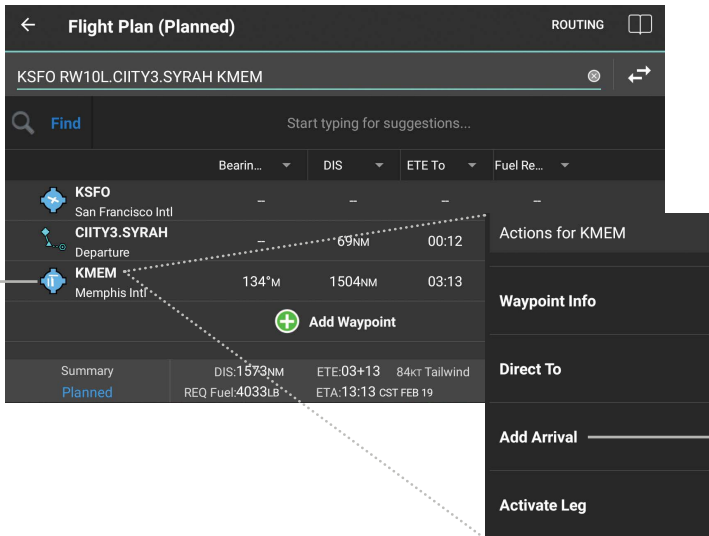 Flight Plan (Planned)
ROUTING
KSFO RW10L.CIITY3.SYRAH KMEM
Find
Start typing for suggestions...
Bearin... DIS ETE To Fuel Re...
KSFO
San Francisco Intl
– – – –
CIITY3.SYRAH
Departure
– 69NM 00:12
KMEM
Memphis Intl
134°M 1504NM 03:13
Add Waypoint
Summary DIS:1573NM ETE:03+13 84KT Tailwind
Planned REQ Fuel:4033LB ETA:13:13 CST FEB 19
Actions for KMEM
Waypoint Info
Direct To
Add Arrival
Activate Leg